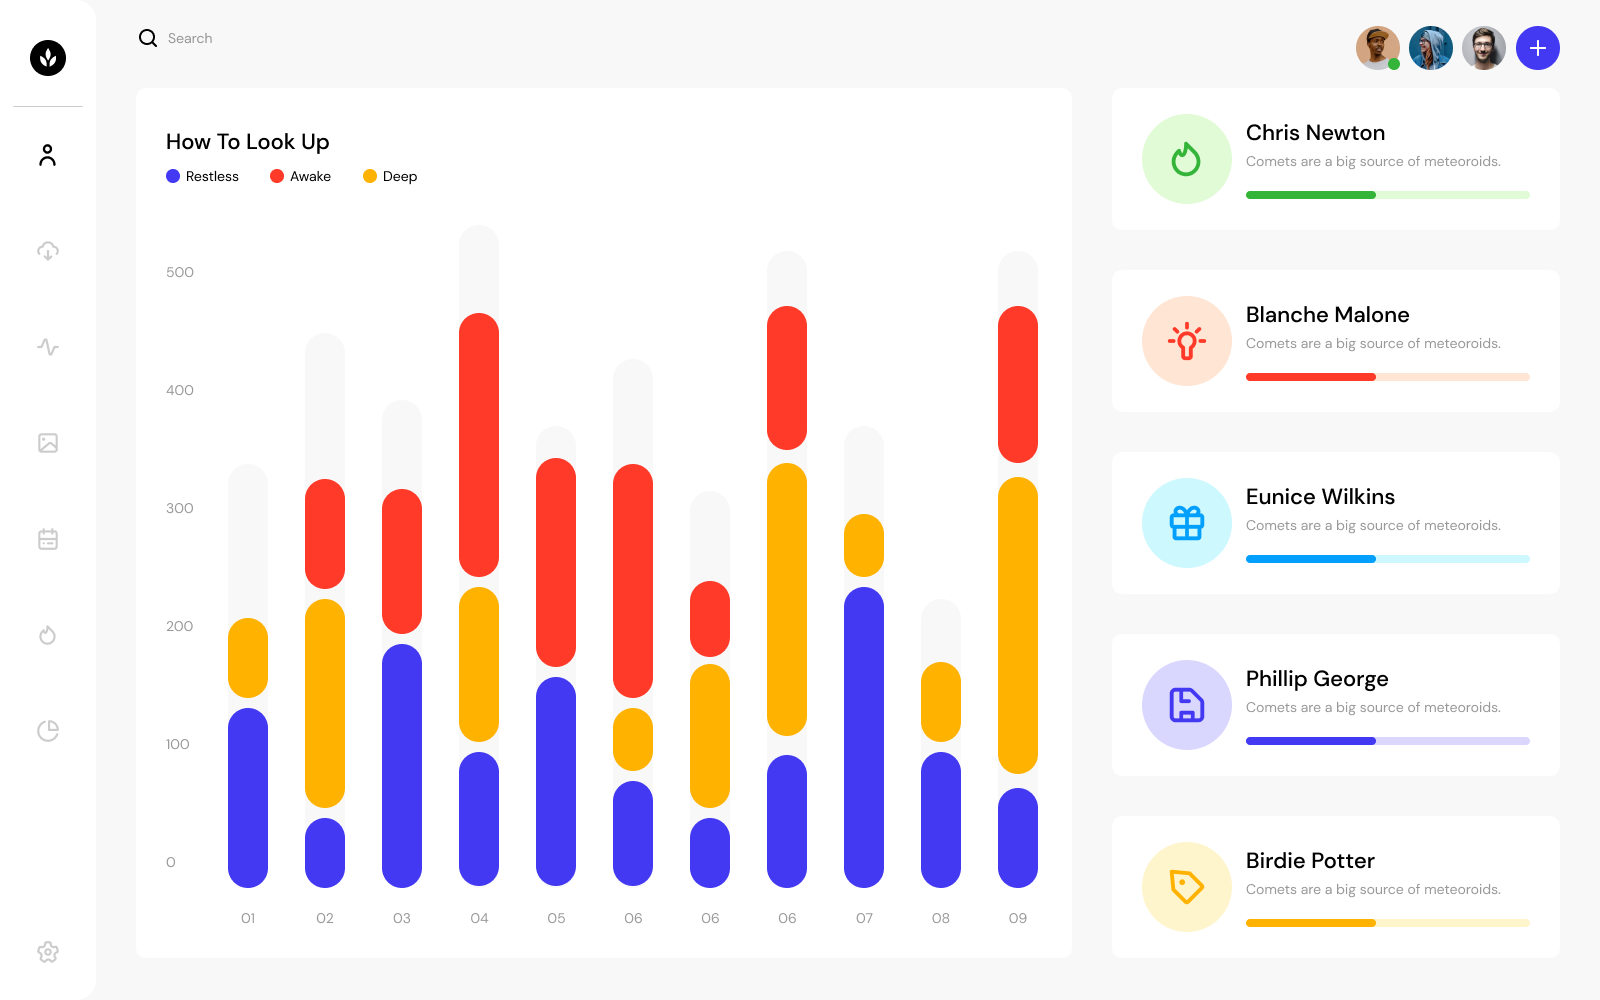 Search
How To Look Up
Restless Awake Deep
500
400
300
200
100
0
01 02 03 04 05 06 06 06 07 08 09
Chris Newton
Comets are a big source of meteoroids.
Blanche Malone
Comets are a big source of meteoroids.
Eunice Wilkins
Comets are a big source of meteoroids.
Phillip George
Comets are a big source of meteoroids.
Birdie Potter
Comets are a big source of meteoroids.